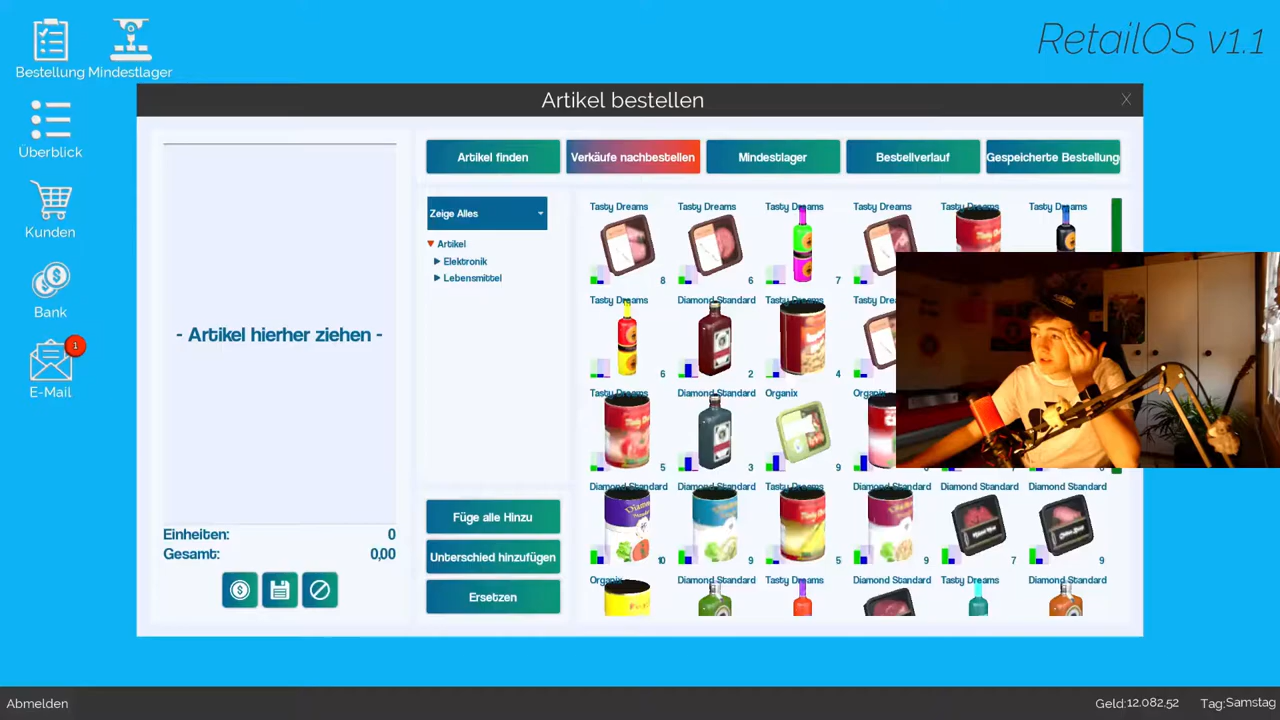 RetailOS v1.1
Bestellung Mindestlager
Überblick
Kunden
Bank
1
E-Mail
Artikel bestellen
X
Artikel finden
Verkäufe nachbestellen
Mindestlager
Bestellverlauf
Gespeicherte Bestellung
Zeige Alles
Artikel
Elektronik
Lebensmittel
- Artikel hierher ziehen -
Einheiten: 0
Gesamt: 0,00
Füge alle Hinzu
Unterschied hinzufügen
Ersetzen
Tasty Dreams Tasty Dreams Tasty Dreams Tasty Dreams Tasty Dreams Tasty Dreams
8 6 7
Tasty Dreams Diamond Standard Tasty Dreams
6 2 4
Tasty Dreams Diamond Standard Organix
5 3 9
Diamond Standard Diamond Standard Tasty Dreams Diamond Standard Diamond Standard Diamond Standard
10 9 5 9 7 9
Organix Diamond Standard Tasty Dreams Diamond Standard Tasty Dreams Diamond Standard
Abmelden
Geld: 12.082,52
Tag: Samstag